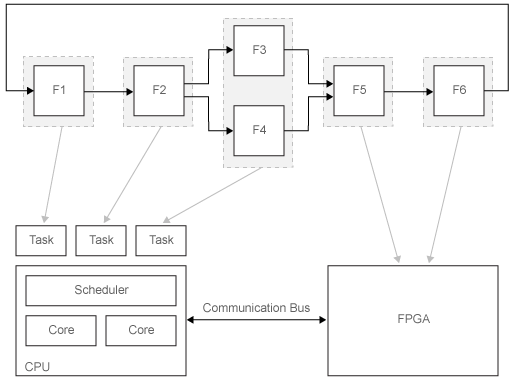 F3
F1
F2
F5
F6
F4
Task
Task
Task
Scheduler
Core
Core
CPU
Communication Bus
FPGA